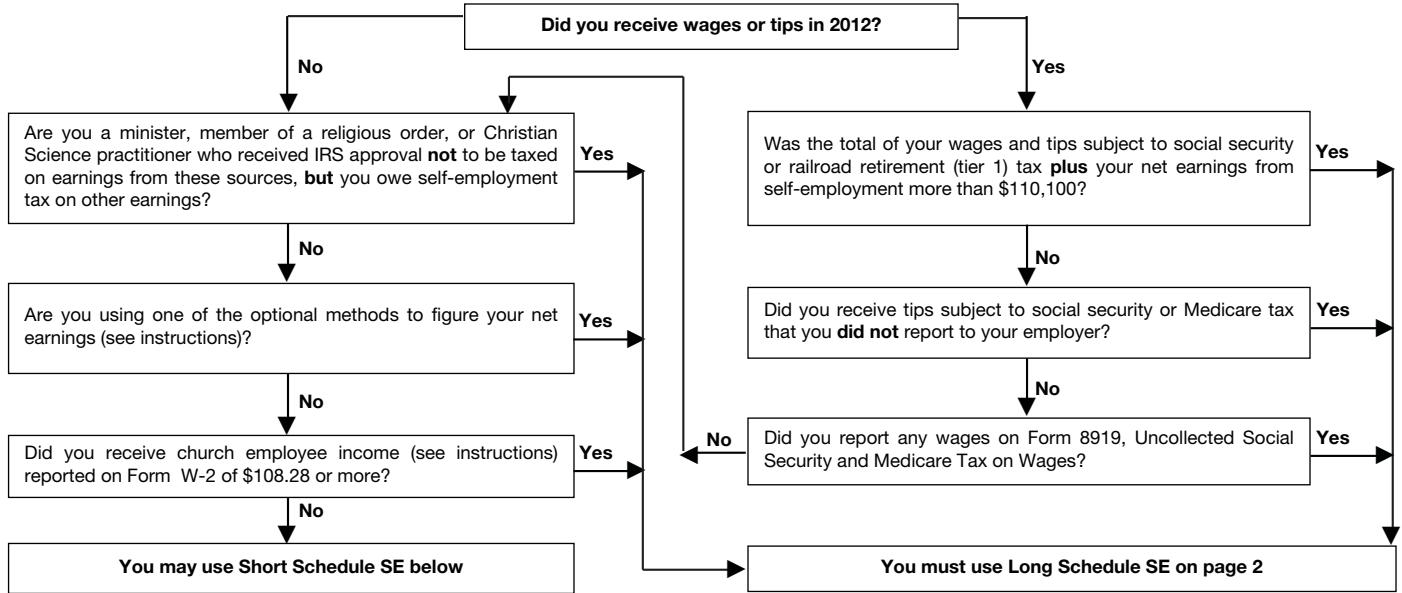 Did you receive wages or tips in 2012?
No
Yes
Are you a minister, member of a religious order, or Christian
Science practitioner who received IRS approval not to be taxed
on earnings from these sources, but you owe self-employment
tax on other earnings?
Yes
Was the total of your wages and tips subject to social security
or railroad retirement (tier 1) tax plus your net earnings from
self-employment more than $110,100?
Yes
No
No
Are you using one of the optional methods to figure your net
earnings (see instructions)?
Yes
Did you receive tips subject to social security or Medicare tax
that you did not report to your employer?
Yes
No
No
Did you receive church employee income (see instructions)
reported on Form W-2 of $108.28 or more?
Yes
No
Did you report any wages on Form 8919, Uncollected Social
Security and Medicare Tax on Wages?
Yes
No
You may use Short Schedule SE below
You must use Long Schedule SE on page 2